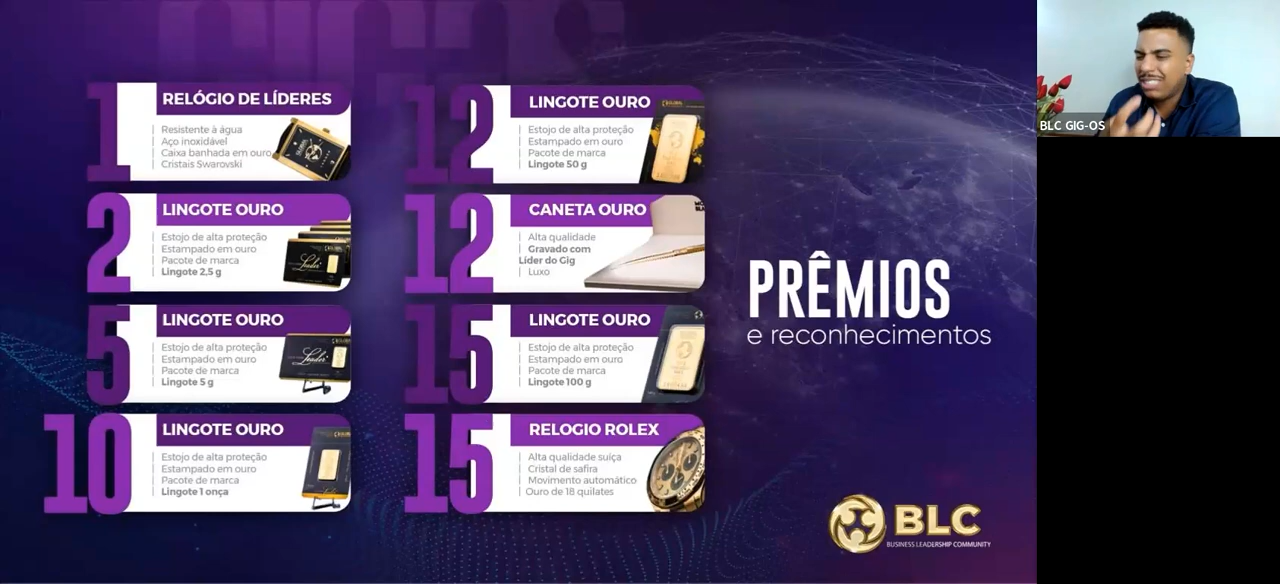 1
RELÓGIO DE LÍDERES
Resistente à água
Aço inoxidável
Caixa banhada em ouro
Cristais Swarovski
2
LINGOTE OURO
Estojo de alta proteção
Estampado em ouro
Pacote de marca
Lingote 2,5 g
5
LINGOTE OURO
Estojo de alta proteção
Estampado em ouro
Pacote de marca
Lingote 5 g
10
LINGOTE OURO
Estojo de alta proteção
Estampado em ouro
Pacote de marca
Lingote 1 onça
12
LINGOTE OURO
Estojo de alta proteção
Estampado em ouro
Pacote de marca
Lingote 50 g
12
CANETA OURO
Alta qualidade
Gravado com
Líder do Gig
Luxo
15
LINGOTE OURO
Estojo de alta proteção
Estampado em ouro
Pacote de marca
Lingote 100 g
15
RELOGIO ROLEX
Alta qualidade suiça
Cristal de safira
Movimento automático
Ouro de 18 quilates
PRÊMIOS
e reconhecimentos
BLC
BUSINESS LEADERSHIP COMMUNITY
BLC GIG-OS
Leader
Leader